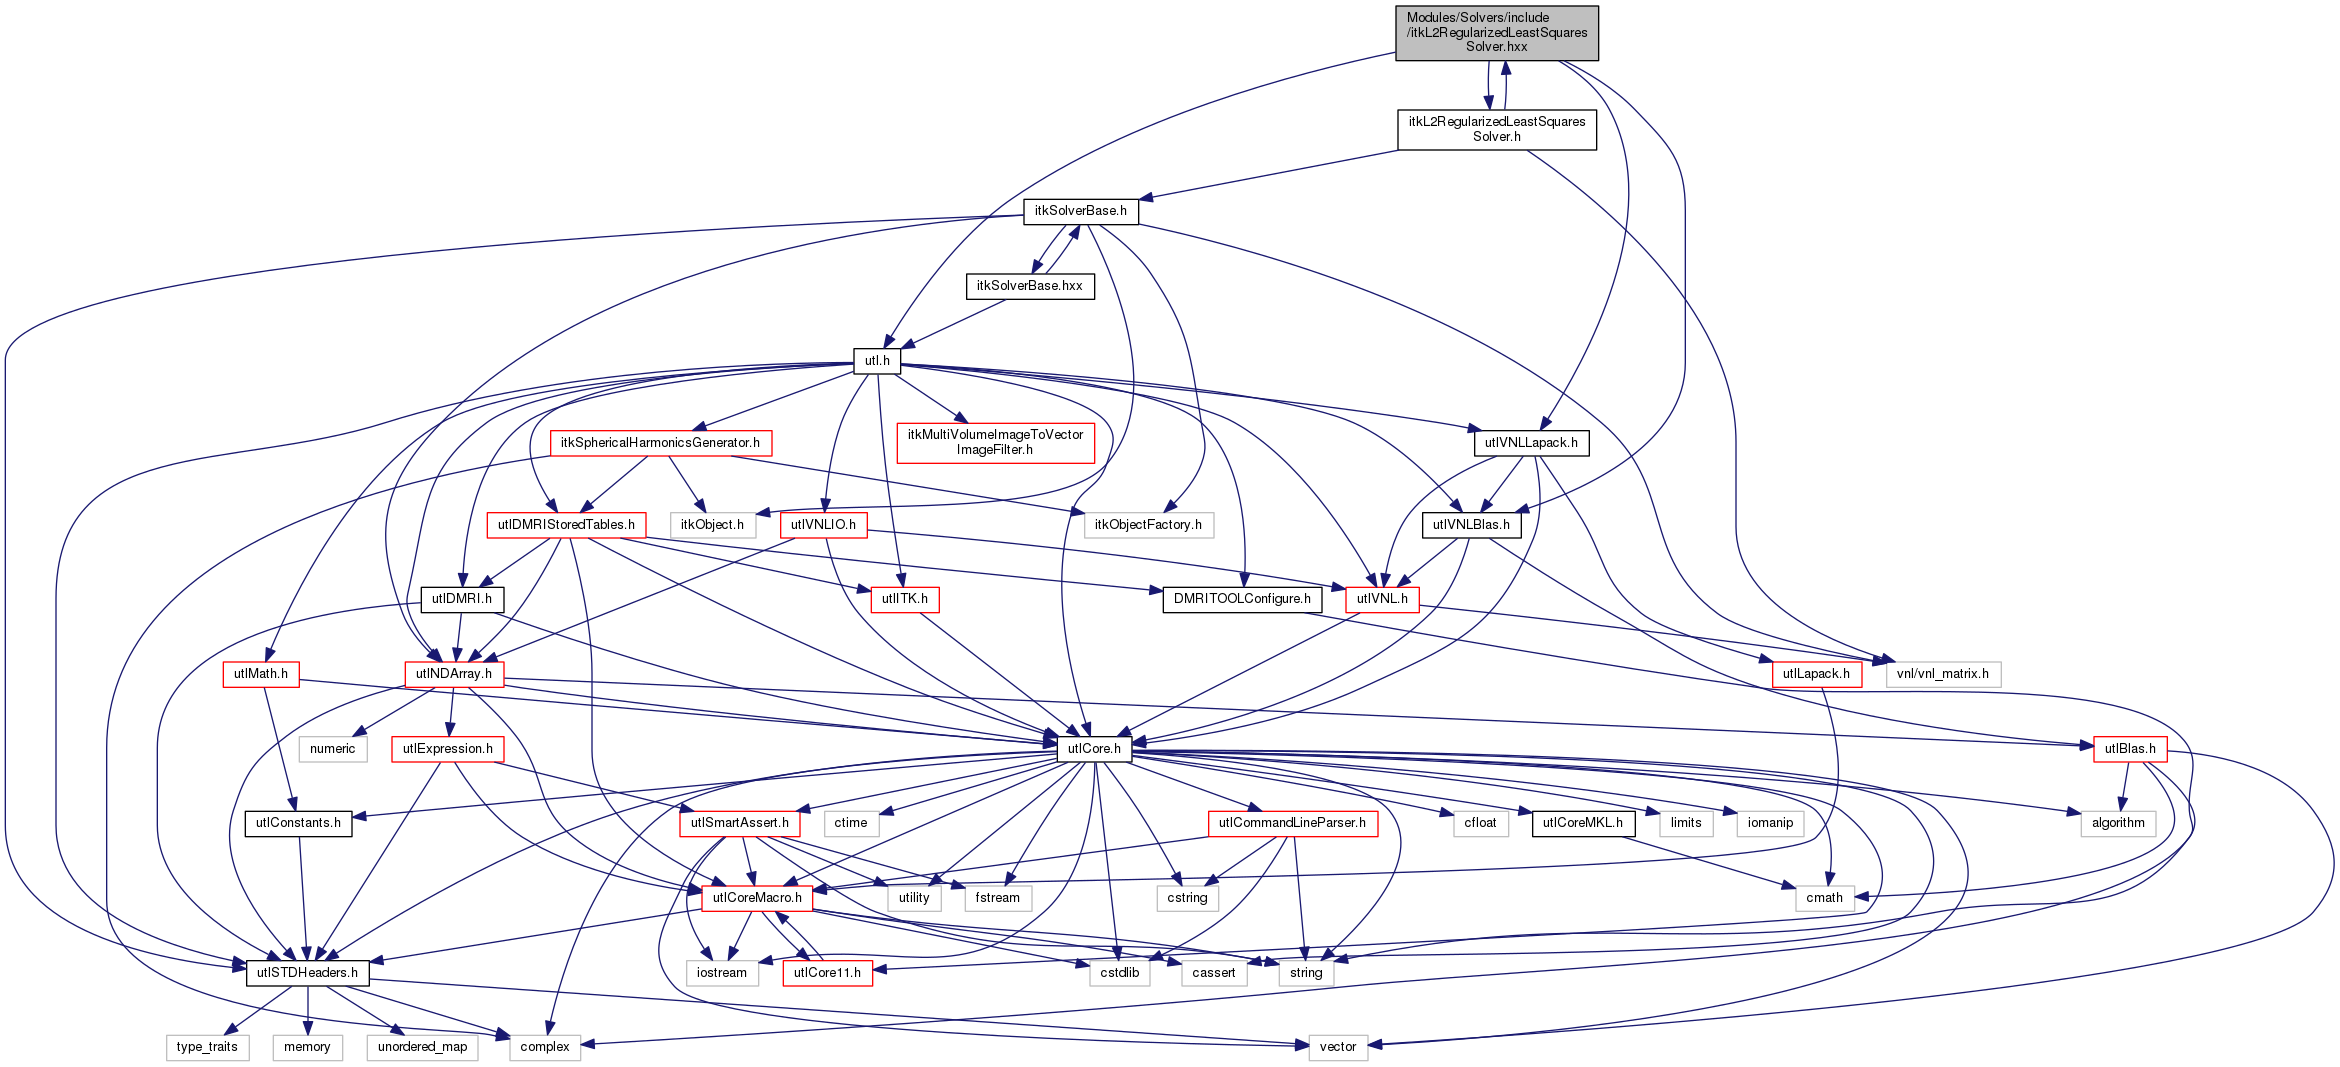 Modules/Solvers/include
/itkL2RegularizedLeastSquares
Solver.hxx
itkL2RegularizedLeastSquares
Solver.h
itkSolverBase.h
itkSolverBase.hxx
utl.h
itkSphericalHarmonicsGenerator.h
itkMultiVolumeImageToVector
ImageFilter.h
utlVNLLapack.h
utlDMRIStoredTables.h
itkObject.h
utlVNLIO.h
itkObjectFactory.h
utlVNLBlas.h
utlDMRI.h
utlITK.h
DMRITOOLConfigure.h
utlVNL.h
utlMath.h
utlNDArray.h
utlLapack.h
vnl/vnl_matrix.h
numeric
utlExpression.h
utlCore.h
utlBlas.h
utlConstants.h
utlSmartAssert.h
ctime
utlCommandLineParser.h
cfloat
utlCoreMKL.h
limits
iomanip
algorithm
utlCoreMacro.h
utility
fstream
cstring
cmath
utlSTDHeaders.h
iostream
utlCore11.h
cstdlib
cassert
string
type_traits
memory
unordered_map
complex
vector